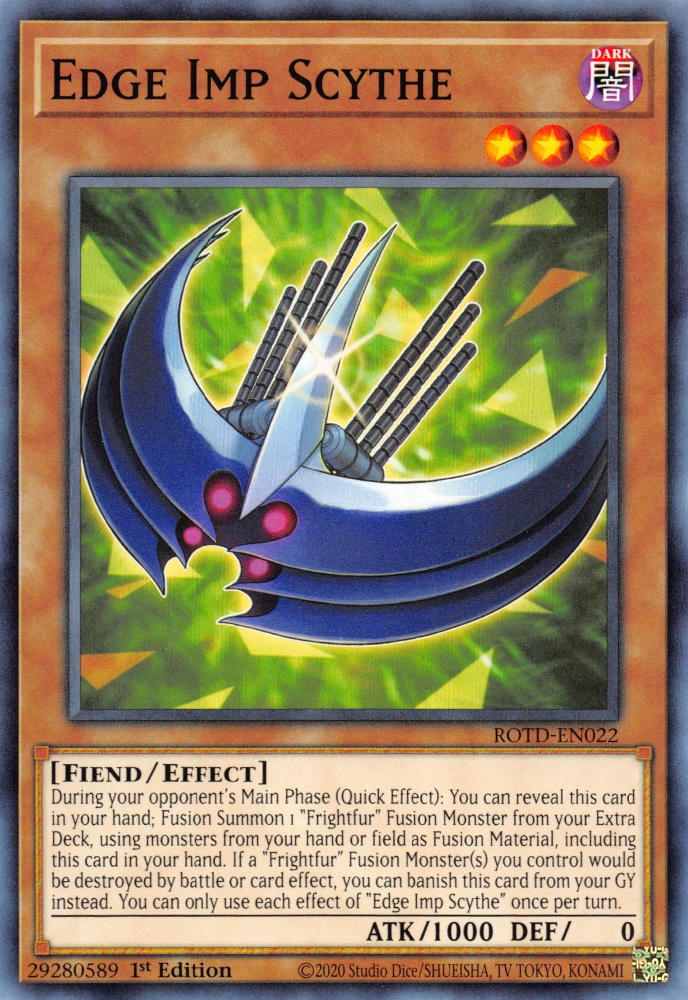 Edge Imp Scythe
DARK
闇
ROTD-EN022
[Fiend/Effect]
During your opponent's Main Phase (Quick Effect): You can reveal this card
in your hand; Fusion Summon 1 "Frightfur" Fusion Monster from your Extra
Deck, using monsters from your hand or field as Fusion Material, including
this card in your hand. If a "Frightfur" Fusion Monster(s) you control would
be destroyed by battle or card effect, you can banish this card from your GY
instead. You can only use each effect of "Edge Imp Scythe" once per turn.
ATK/1000 DEF/ 0
29280589 1st Edition ©2020 Studio Dice/SHUEISHA, TV TOKYO, KONAMI